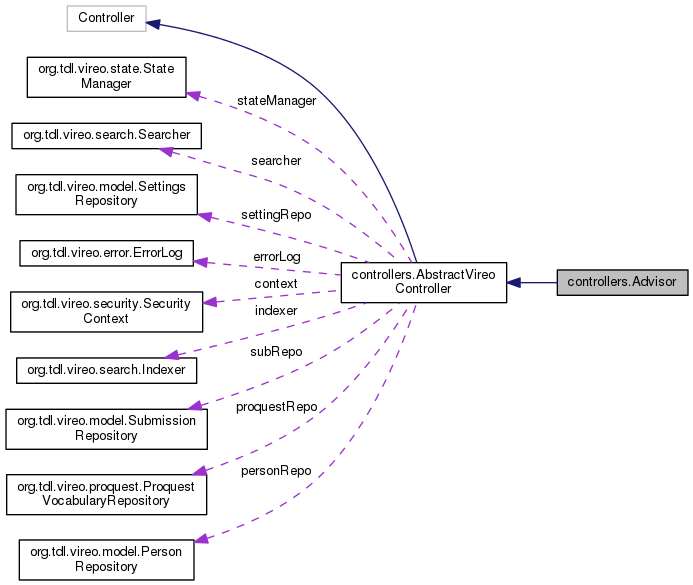 Controller
org.tdl.vireo.state.State
Manager
stateManager
org.tdl.vireo.search.Searcher
searcher
org.tdl.vireo.model.Settings
Repository
settingRepo
org.tdl.vireo.error.ErrorLog
errorLog
controllers.AbstractVireo
Controller
controllers.Advisor
org.tdl.vireo.security.Security
Context
context
indexer
org.tdl.vireo.search.Indexer
subRepo
org.tdl.vireo.model.Submission
Repository
proquestRepo
org.tdl.vireo.proquest.Proquest
VocabularyRepository
personRepo
org.tdl.vireo.model.Person
Repository